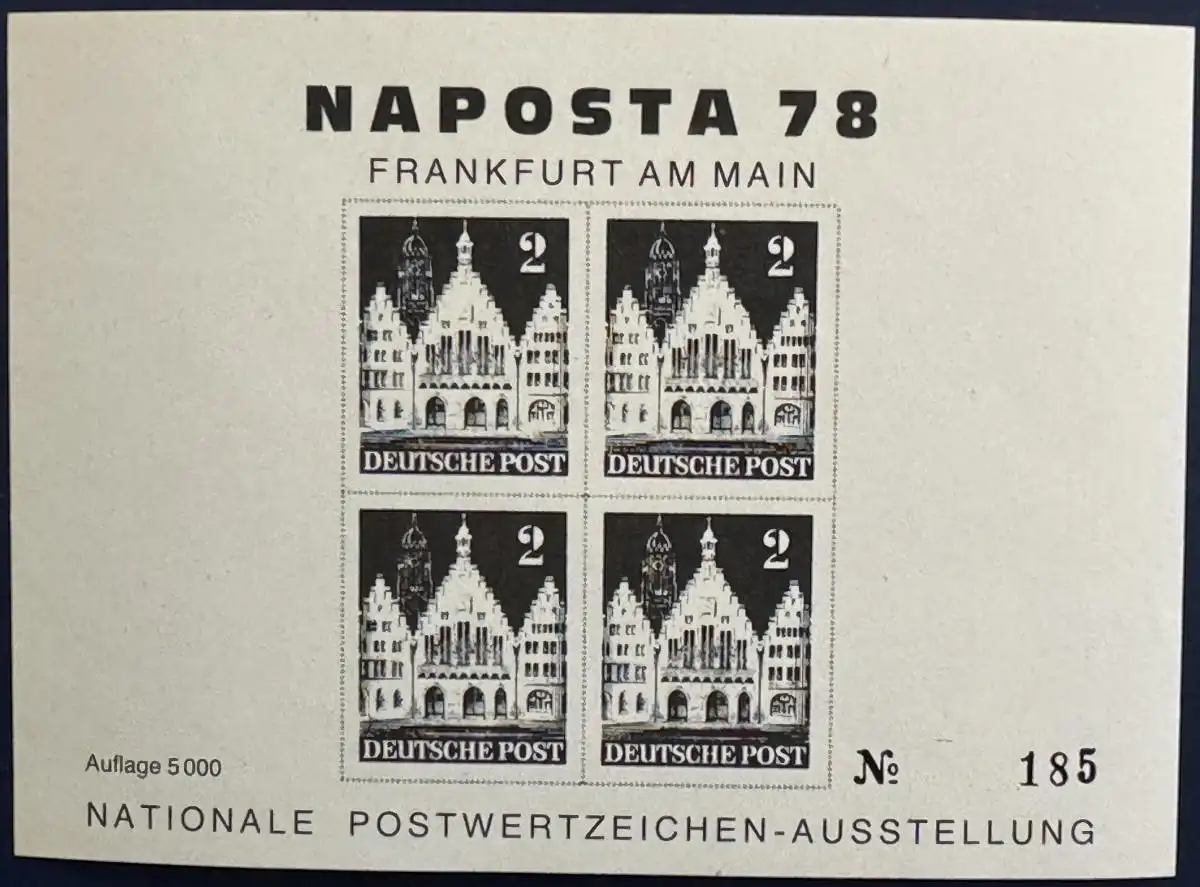 NAPOSTA 78
FRANKFURT AM MAIN
2
2
DEUTSCHE POST
DEUTSCHE POST
2
2
DEUTSCHE POST
DEUTSCHE POST
Auflage 5000
№ 185
NATIONALE POSTWERTZEICHEN-AUSSTELLUNG